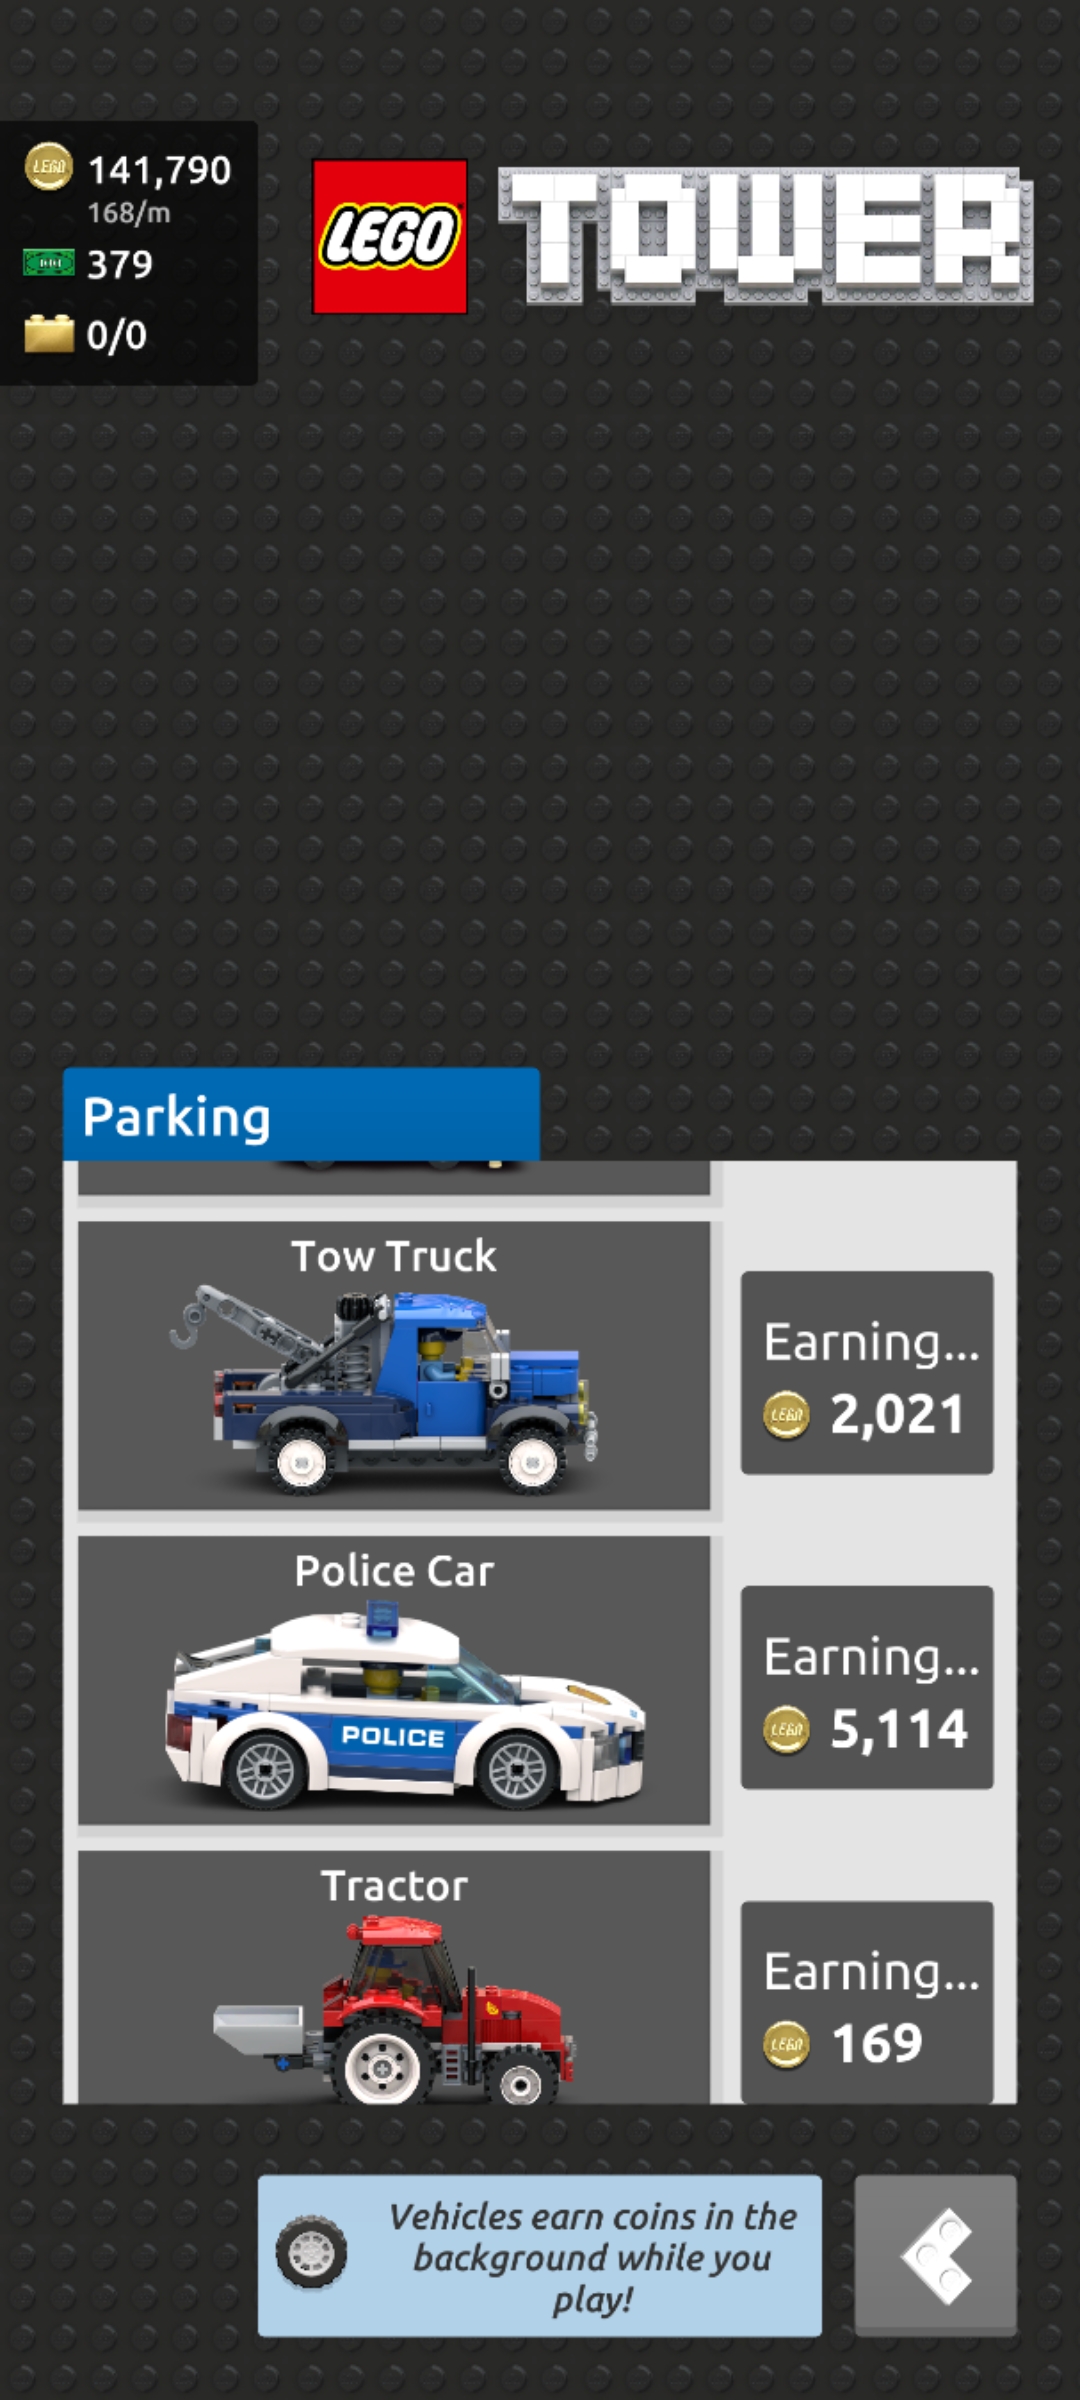 141,790
168/m
379
0/0
LEGO
TOWER
Parking
Tow Truck
Earning...
2,021
Police Car
POLICE
Earning...
5,114
Tractor
Earning...
169
Vehicles earn coins in the
background while you
play!